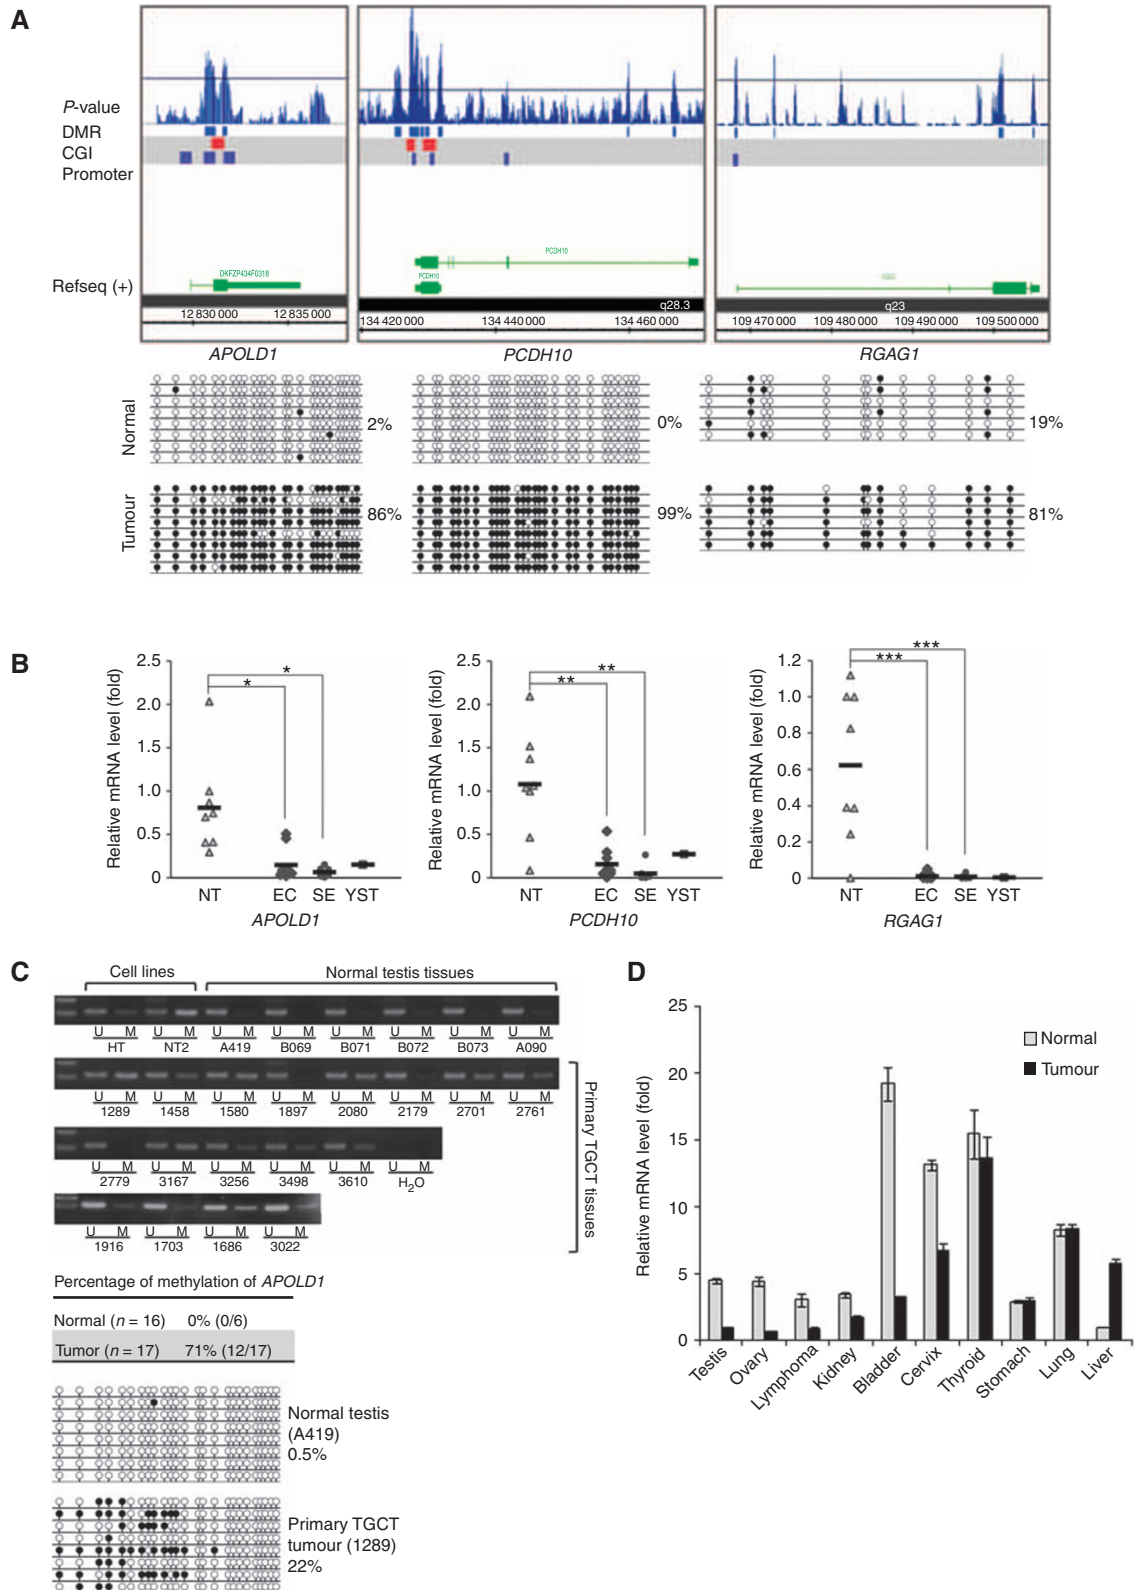 A
P-value
DMR
CGI
Promoter
Refseq (+)
DKFZP434F0318
12 830 000 12 835 000
PCDH10
PCDH10
q28.3
134 420 000 134 440 000 134 460 000
q23
109 470 000 109 480 000 109 490 000 109 500 000
APOLD1 PCDH10 RGAG1
Normal
2% 0% 19%
Tumour
86% 99% 81%
B
Relative mRNA level (fold)
2.5
2.0
1.5
1.0
0.5
0
* *
NT EC SE YST
APOLD1
Relative mRNA level (fold)
2.5
2.0
1.5
1.0
0.5
0
** **
NT EC SE YST
PCDH10
Relative mRNA level (fold)
1.2
1.0
0.8
0.6
0.4
0.2
0
*** ***
NT EC SE YST
RGAG1
C
Cell lines Normal testis tissues
U M U M U M U M U M U M U M U M
HT NT2 A419 B069 B071 B072 B073 A090
U M U M U M U M U M U M U M U M
1289 1458 1580 1897 2080 2179 2701 2761
U M U M U M U M U M U M
2779 3167 3256 3498 3610 H2O
U M U M U M U M
1916 1703 1686 3022
Primary TGCT tissues
Percentage of methylation of APOLD1
Normal (n = 16) 0% (0/6)
Tumor (n = 17) 71% (12/17)
Normal testis
(A419)
0.5%
Primary TGCT
tumour (1289)
22%
D
Relative mRNA level (fold)
25
20
15
10
5
0
Normal
Tumour
Testis Ovary Lymphoma Kidney Bladder Cervix Thyroid Stomach Lung Liver